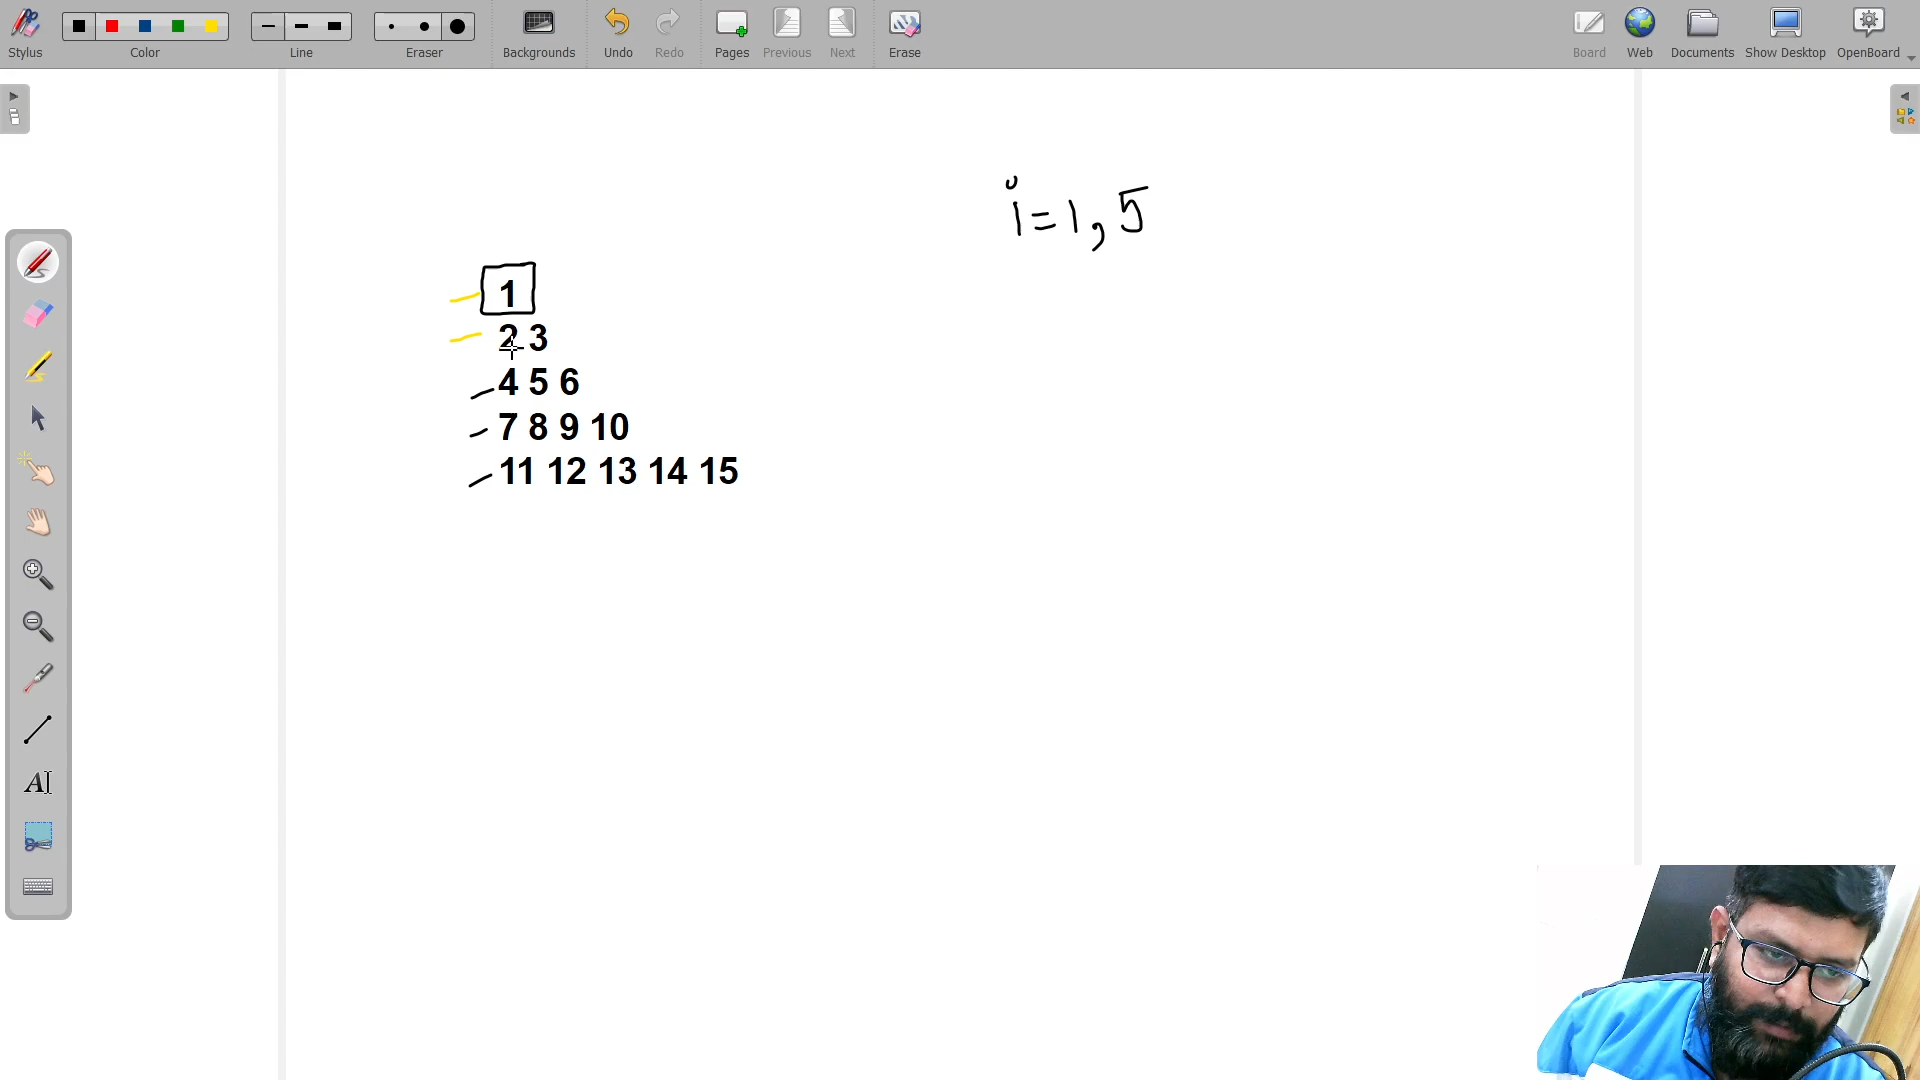 Stylus Color Line Eraser Backgrounds Undo Redo Pages Previous Next Erase Board Web Documents Show Desktop OpenBoard
i=1,5
1
2 3
4 5 6
7 8 9 10
11 12 13 14 15
AI